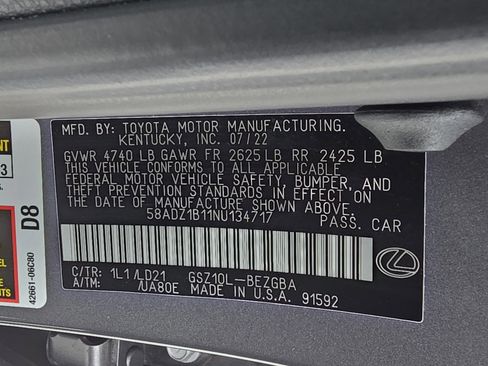 MFD. BY: TOYOTA MOTOR MANUFACTURING.
KENTUCKY, INC. 07/22
GVWR 4740 LB GAWR FR 2625 LB RR 2425 LB
THIS VEHICLE CONFORMS TO ALL APPLICABLE
FEDERAL MOTOR VEHICLE SAFETY, BUMPER, AND
THEFT PREVENTION STANDARDS IN EFFECT ON
THE DATE OF MANUFACTURE SHOWN ABOVE.
58ADZ1B11NU134717
PASS. CAR
C/TR: 1L1 /LD21 GSZ10L-BEZGBA
A/TM: /UA80E MADE IN U.S.A. 91592
D8
42661-06C80